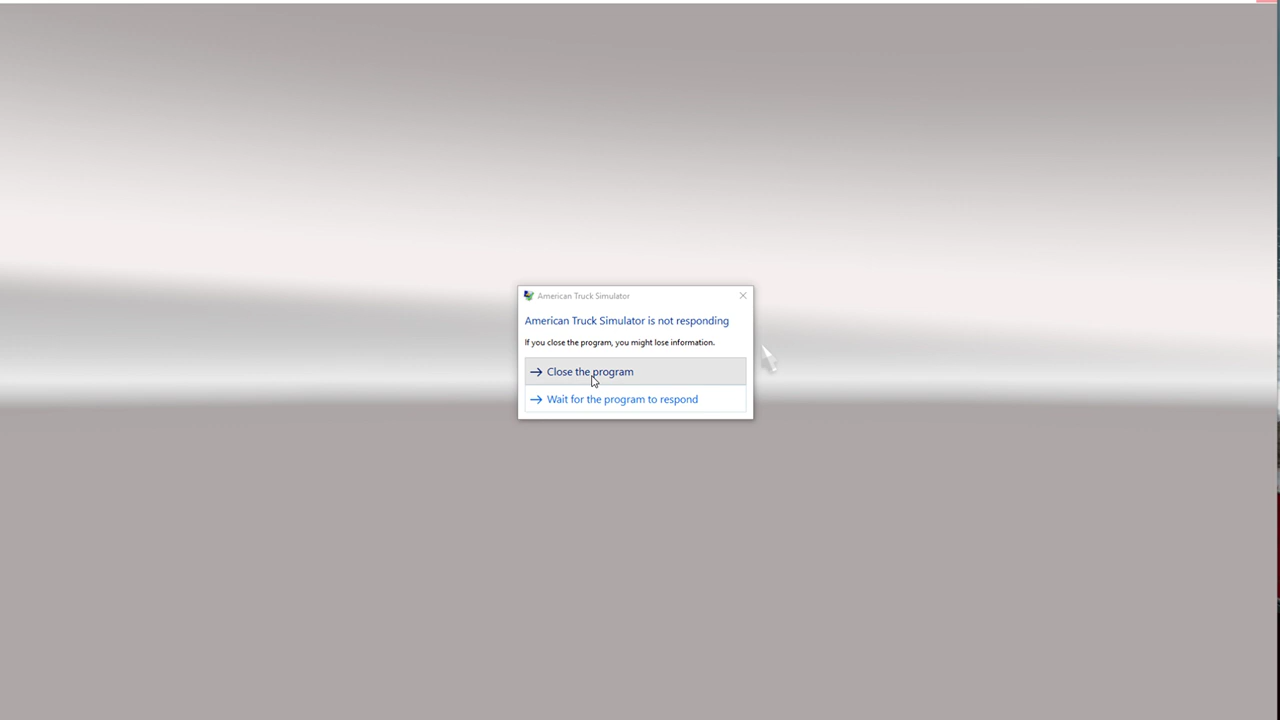 American Truck Simulator
American Truck Simulator is not responding
If you close the program, you might lose information.
Close the program
Wait for the program to respond